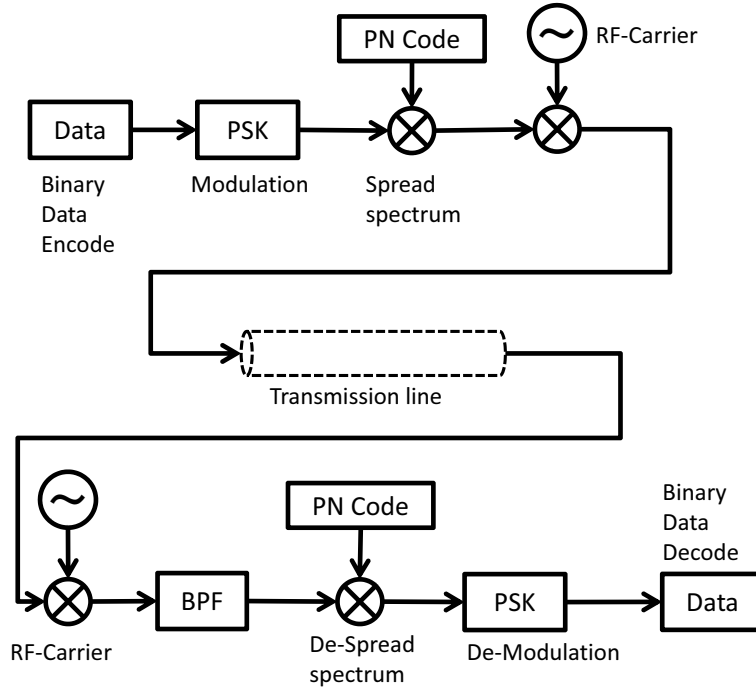 PN Code
RF-Carrier
Data
PSK
Binary
Data
Encode
Modulation
Spread
spectrum
Transmission line
PN Code
Binary
Data
Decode
BPF
PSK
Data
RF-Carrier
De-Spread
spectrum
De-Modulation